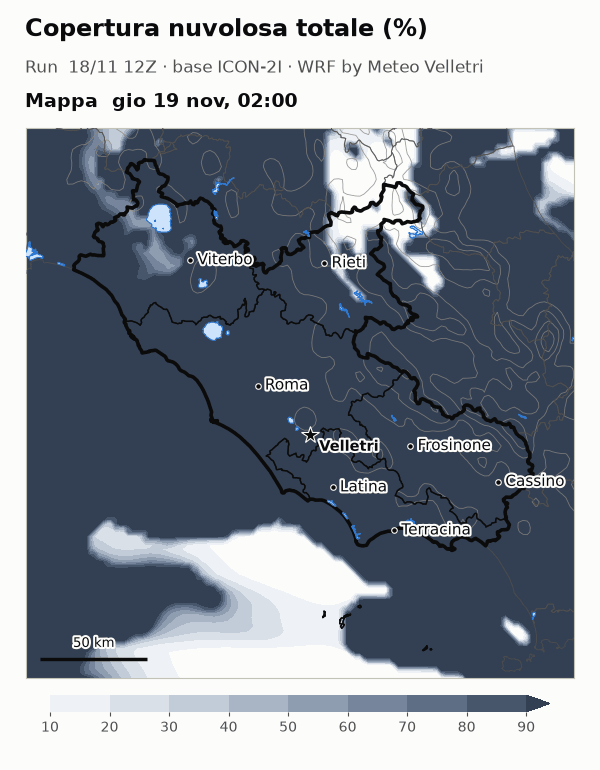 Copertura nuvolosa totale (%)
Run  18/11 12Z · base ICON-2I · WRF by Meteo Velletri
Mappa  gio 19 nov, 02:00
Viterbo
Rieti
Roma
Velletri
Frosinone
Latina
Cassino
Terracina
50 km
10 20 30 40 50 60 70 80 90